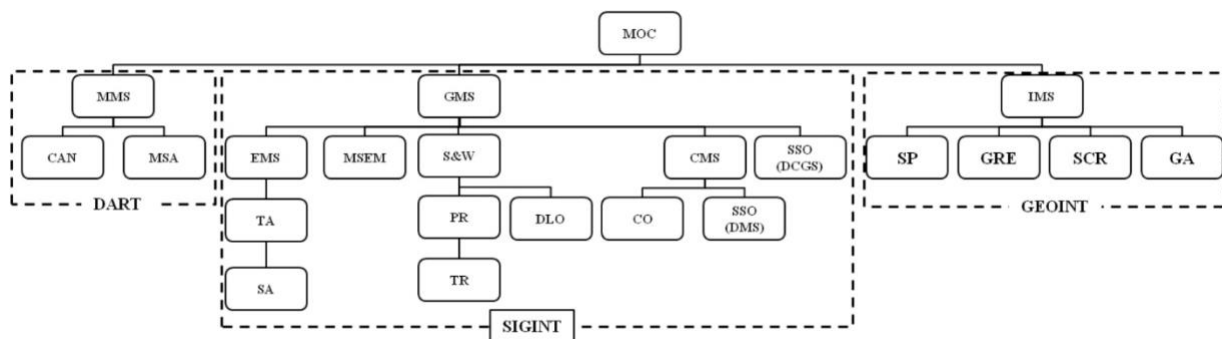 MOC
MMS
GMS
IMS
CAN
MSA
EMS
MSEM
S&W
CMS
SSO
(DCGS)
SP
GRE
SCR
GA
DART
TA
PR
DLO
CO
SSO
(DMS)
GEOINT
SA
TR
SIGINT